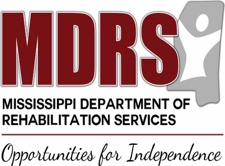 MDRS
MISSISSIPPI DEPARTMENT OF
REHABILITATION SERVICES
Opportunities for Independence